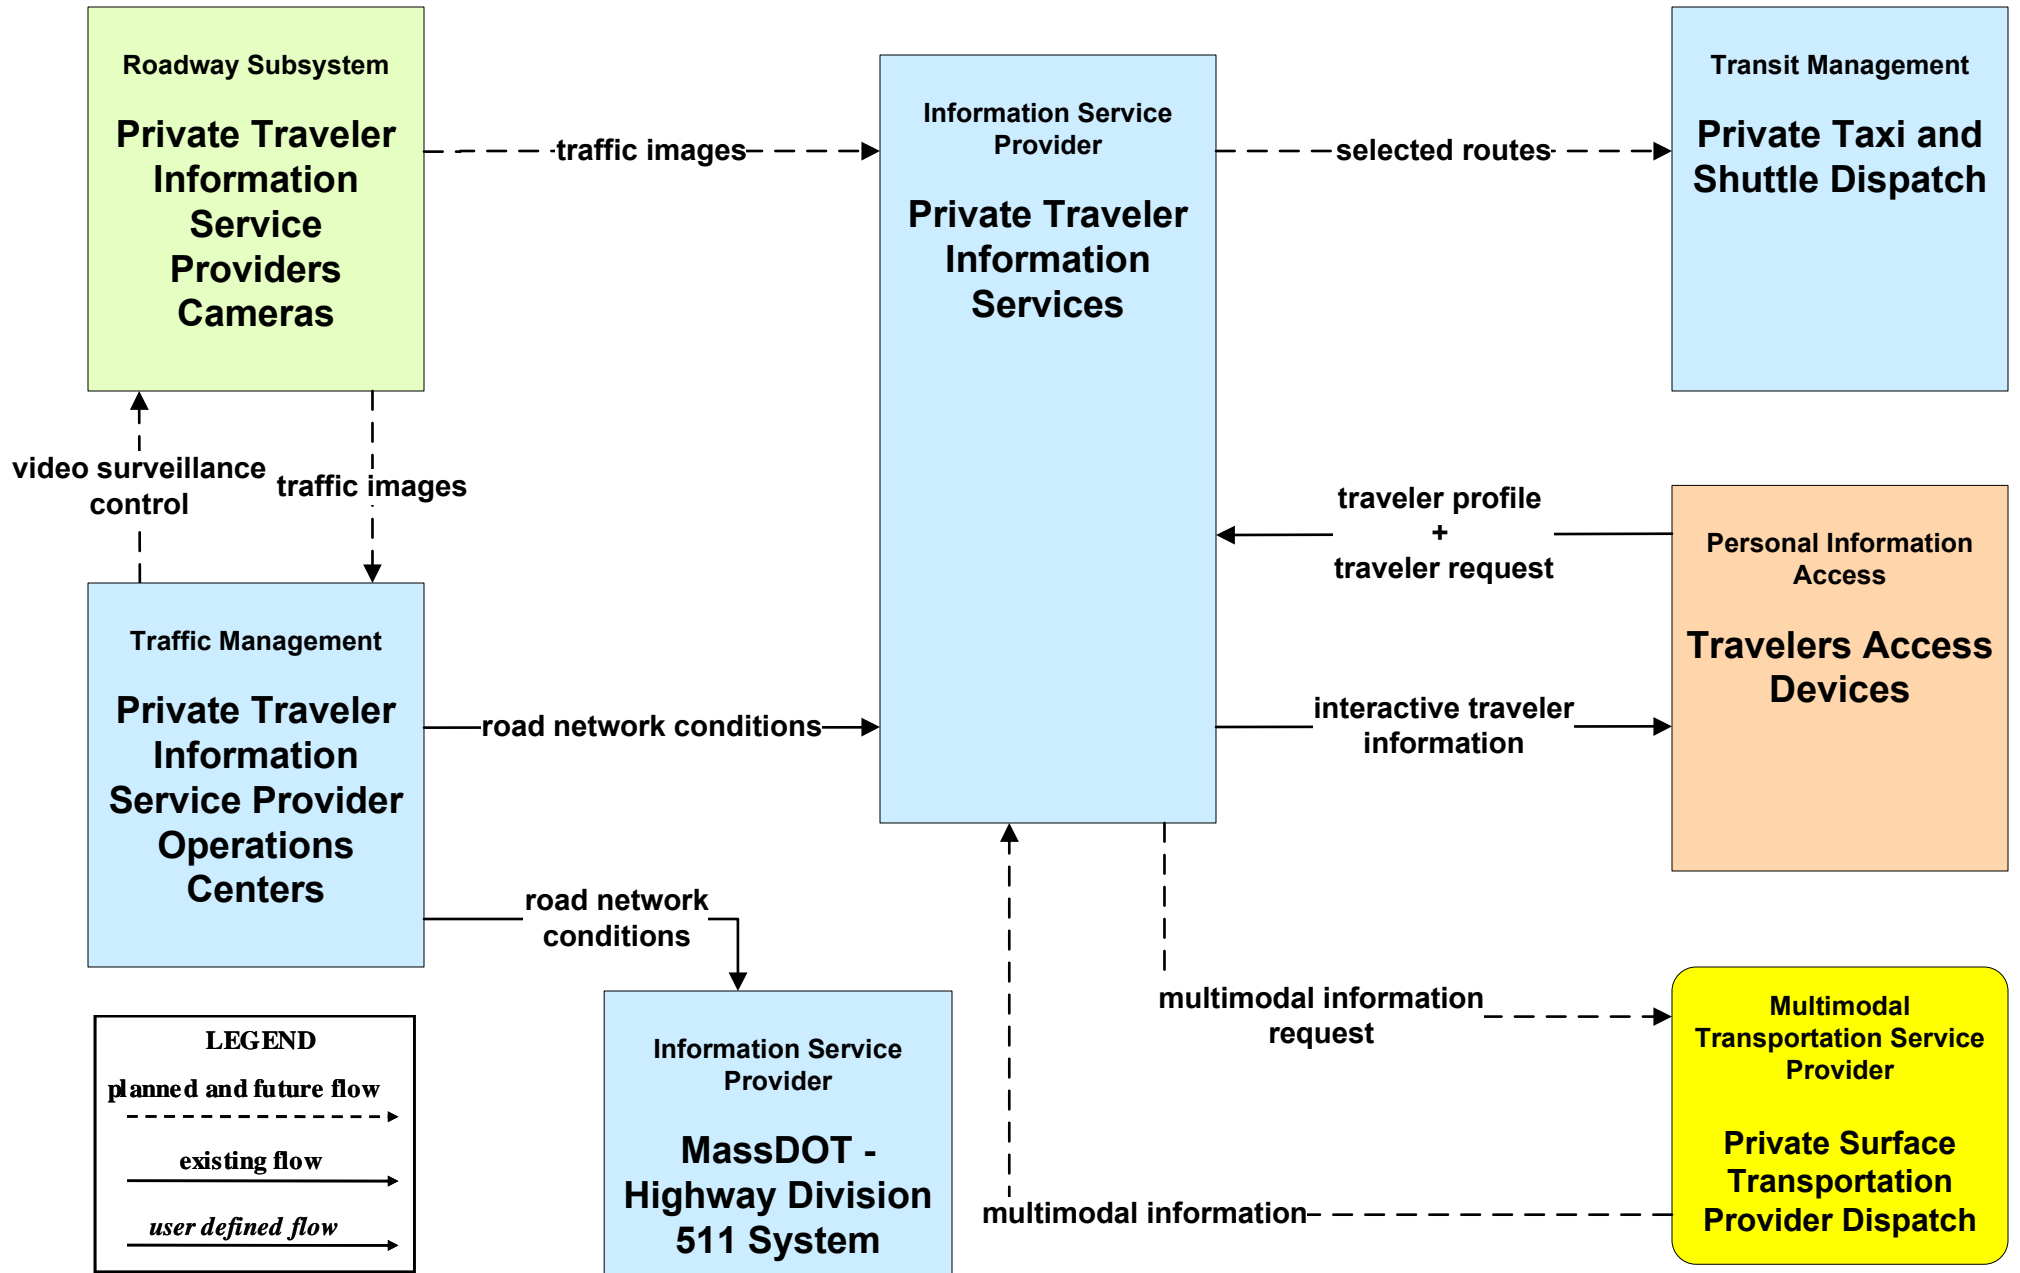 Roadway Subsystem
Private Traveler
Information
Service
Providers
Cameras
traffic images
Information Service
Provider
Private Traveler
Information
Services
selected routes
Transit Management
Private Taxi and
Shuttle Dispatch
video surveillance
control
traffic images
traveler profile
+
traveler request
Personal Information
Access
Travelers Access
Devices
Traffic Management
Private Traveler
Information
Service Provider
Operations
Centers
road network conditions
interactive traveler
information
road network
conditions
multimodal information
request
Multimodal
Transportation Service
Provider
Private Surface
Transportation
Provider Dispatch
LEGEND
planned and future flow
existing flow
user defined flow
Information Service
Provider
MassDOT -
Highway Division
511 System
multimodal information